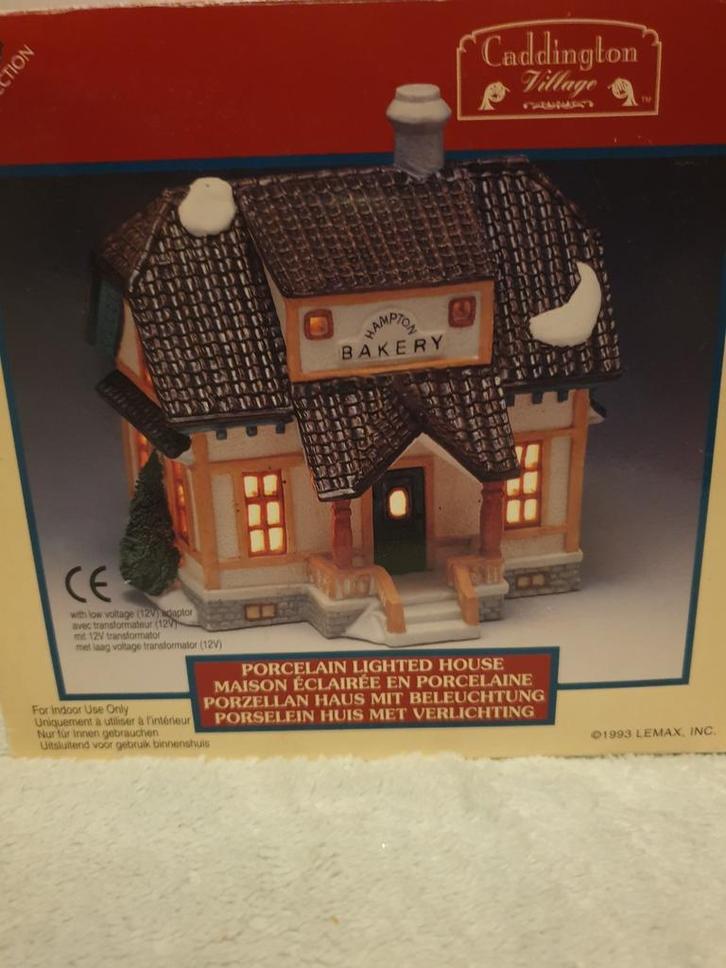 Caddington
Village
TM
HAMPTON
BAKERY
CE
with low voltage (12V) adaptor
avec transformateur (12V)
mit 12V transformator
met laag voltage transformator (12V)
PORCELAIN LIGHTED HOUSE
MAISON ÉCLAIRÉE EN PORCELAINE
PORZELLAN HAUS MIT BELEUCHTUNG
PORSELEIN HUIS MET VERLICHTING
For Indoor Use Only
Uniquement à utiliser à l'intérieur
Nur für Innen gebrauchen
Uitsluitend voor gebruik binnenshuis
©1993 LEMAX, INC.